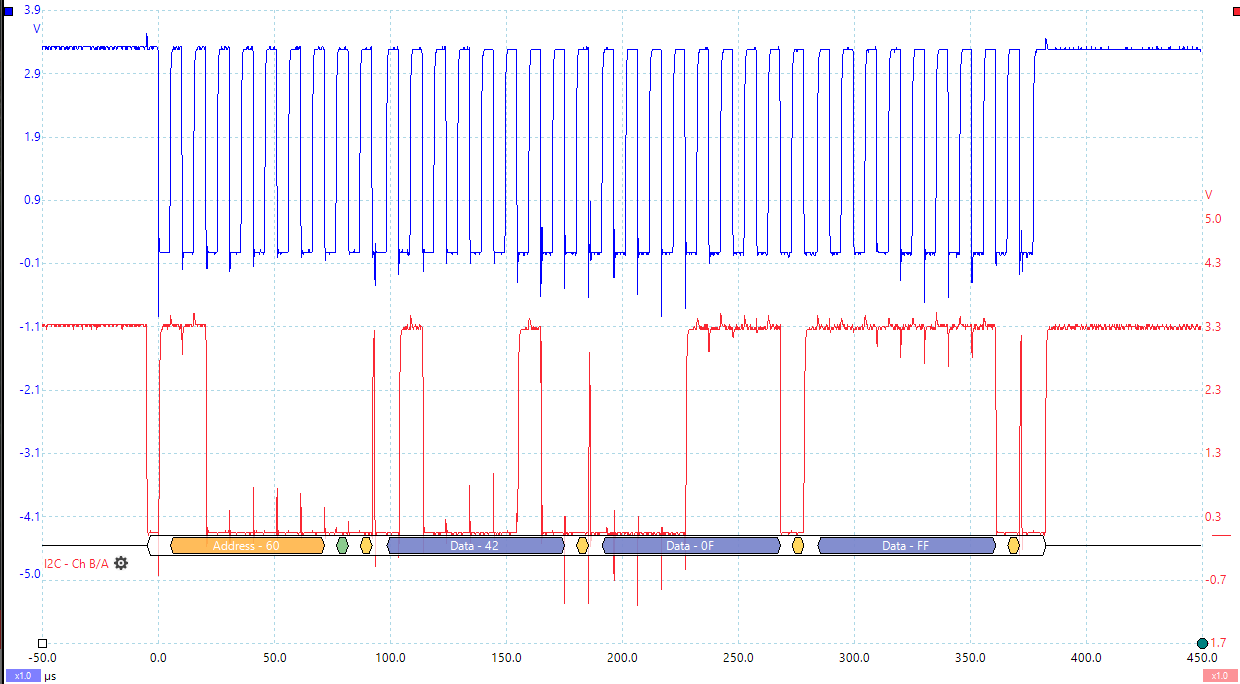 3.9
V
2.9
1.9
0.9
V
5.0
-0.1
4.3
-1.1
3.3
-2.1
2.3
-3.1
1.3
-4.1
0.3
Address - 60
Data - 42
Data - 0F
Data - FF
I2C - Ch B/A
-5.0
-0.7
1.7
-50.0 0.0 50.0 100.0 150.0 200.0 250.0 300.0 350.0 400.0 450.0
x1.0 µs x1.0